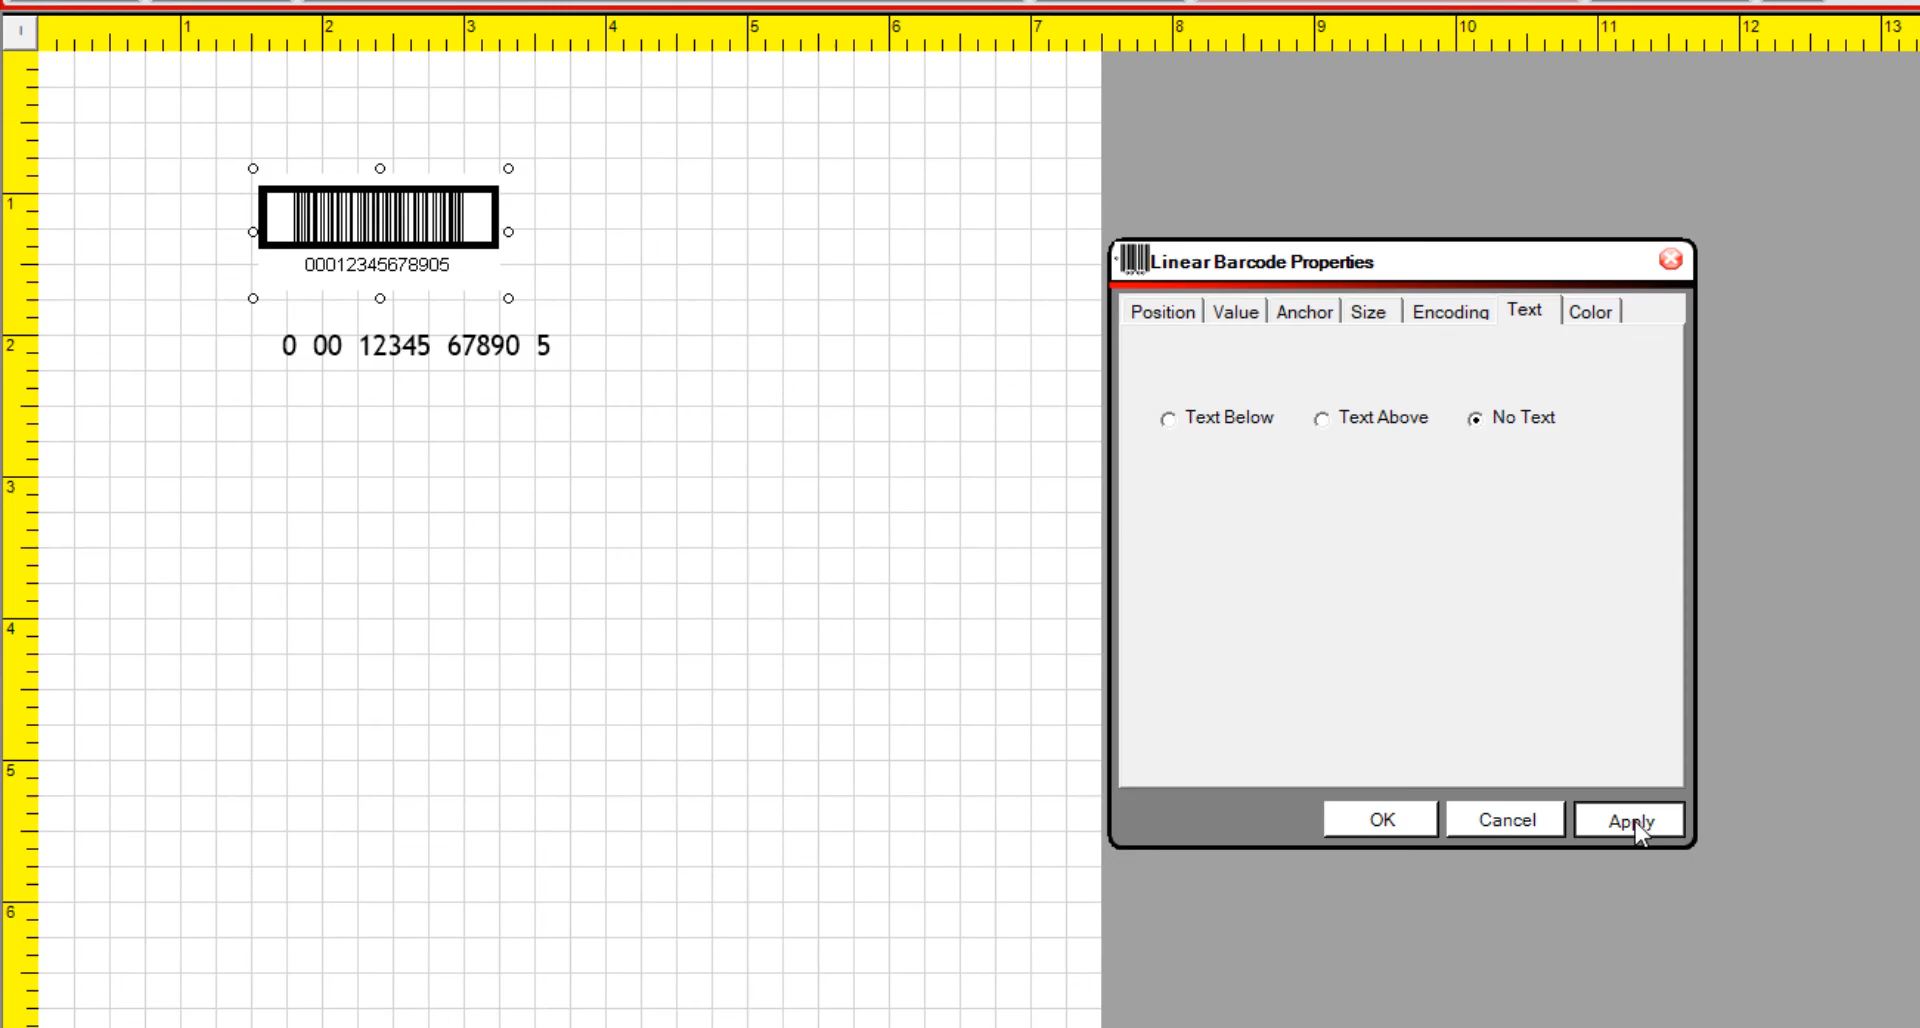 1 2 3 4 5 6 7 8 9 10 11 12 13
1
00012345678905
2
0 00 12345 67890 5
3
4
5
6
Linear Barcode Properties
Position Value Anchor Size Encoding Text Color
Text Below Text Above No Text
OK Cancel Apply